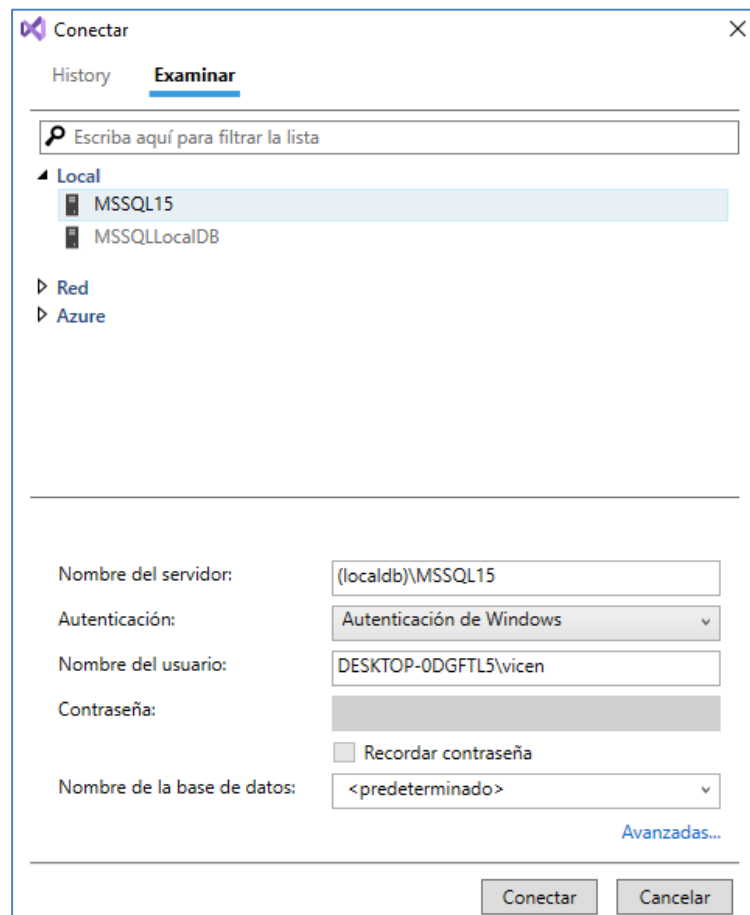 Conectar
History Examinar
Escriba aquí para filtrar la lista
Local
MSSQL15
MSSQLLocalDB
Red
Azure
Nombre del servidor: (localdb)\MSSQL15
Autenticación: Autenticación de Windows
Nombre del usuario: DESKTOP-0DGFTL5\vicen
Contraseña:
Recordar contraseña
Nombre de la base de datos: <predeterminado>
Avanzadas...
Conectar Cancelar